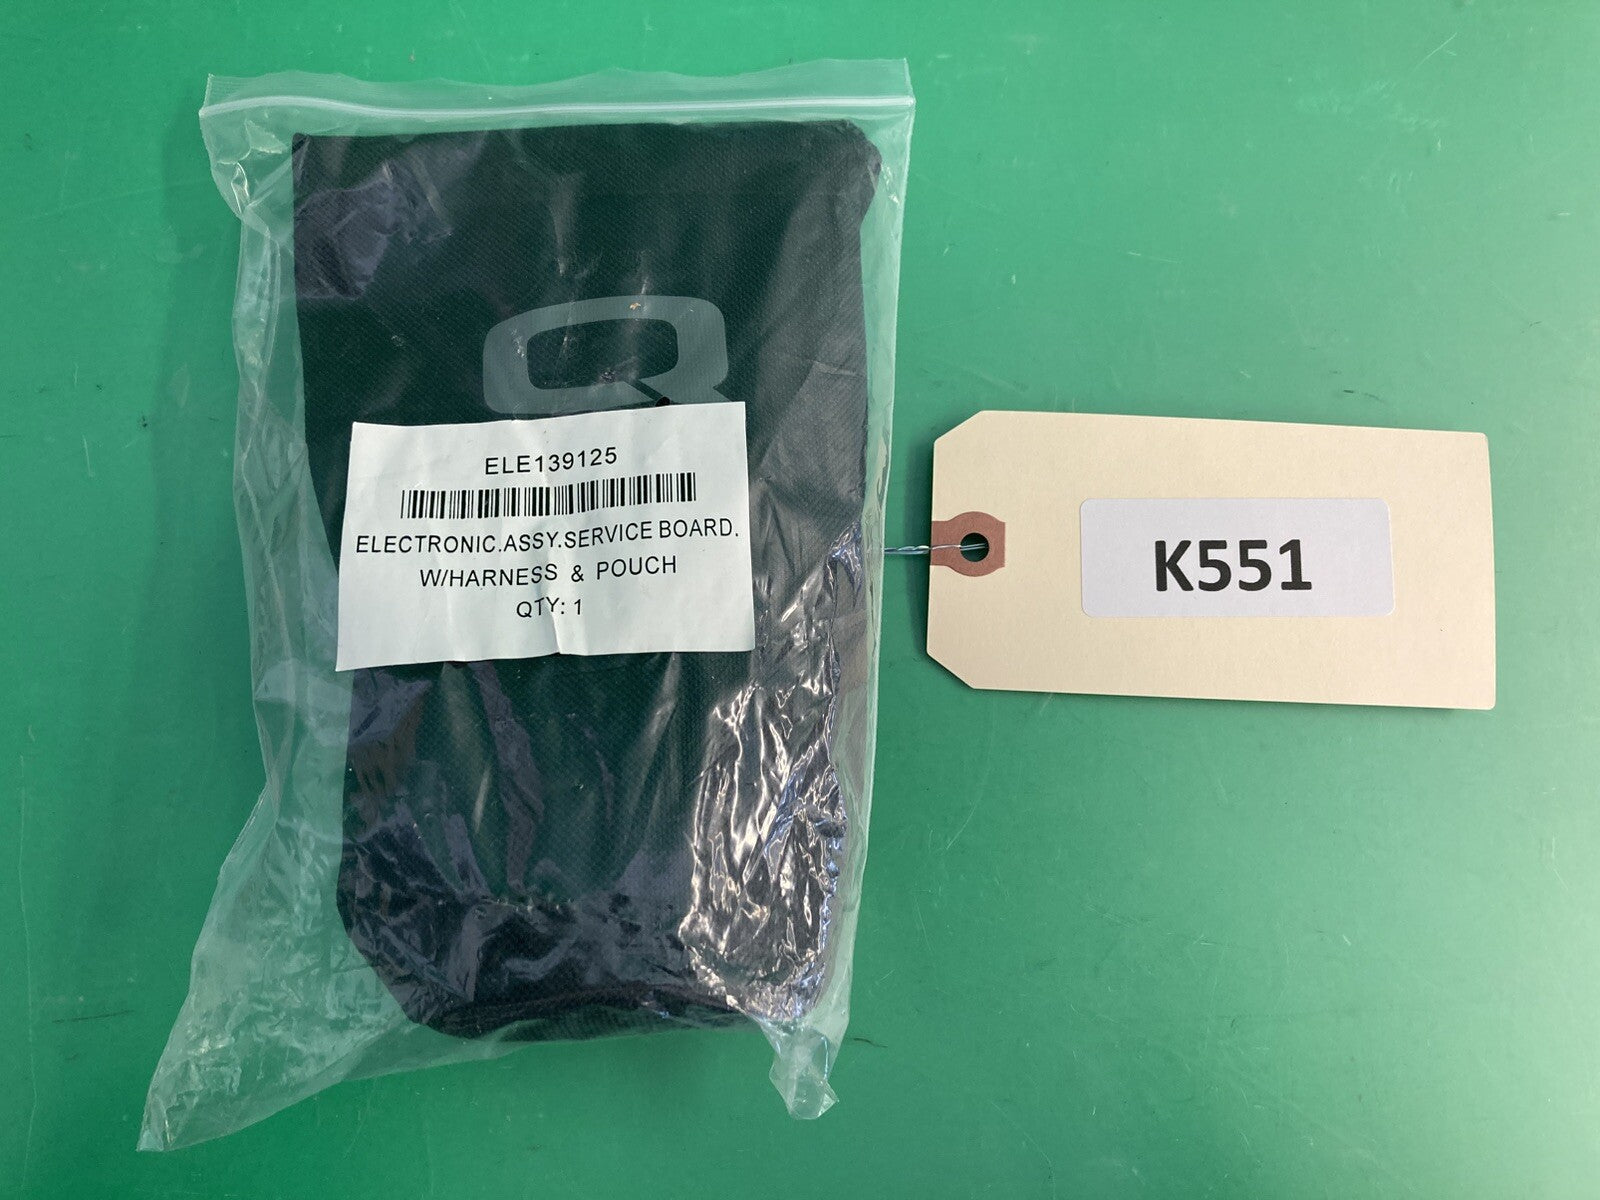 ELE139125
ELECTRONIC.ASSY.SERVICE BOARD.
W/HARNESS & POUCH
QTY: 1
K551